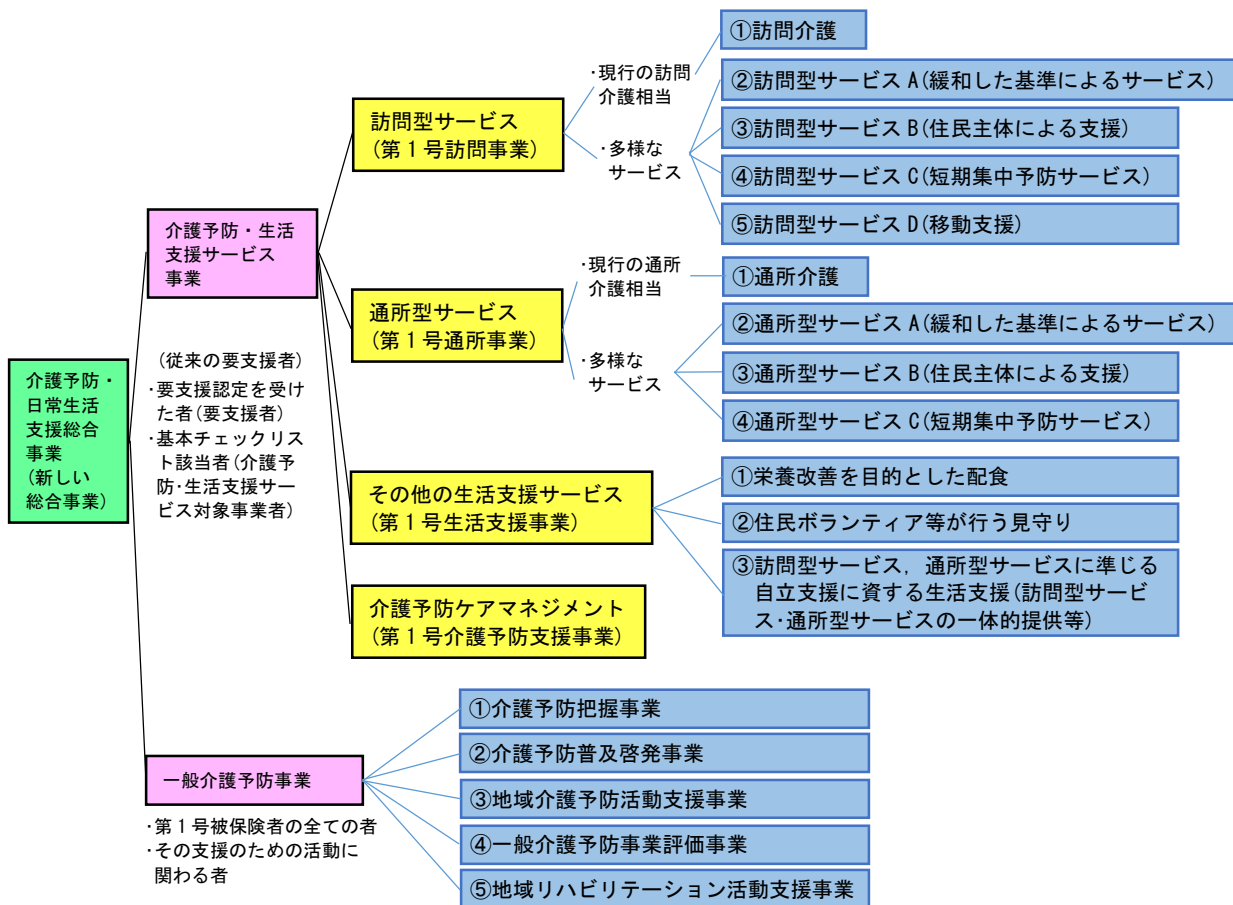 介護予防・
日常生活
支援総合
事業
(新しい
総合事業)
介護予防・生活
支援サービス
事業
(従来の要支援者)
・要支援認定を受け
た者(要支援者)
・基本チェックリス
ト該当者(介護予
防・生活支援サー
ビス対象事業者)
訪問型サービス
(第1号訪問事業)
・現行の訪問
介護相当
①訪問介護
・多様な
サービス
②訪問型サービス A(緩和した基準によるサービス)
③訪問型サービス B(住民主体による支援)
④訪問型サービス C(短期集中予防サービス)
⑤訪問型サービス D(移動支援)
通所型サービス
(第1号通所事業)
・現行の通所
介護相当
①通所介護
・多様な
サービス
②通所型サービス A(緩和した基準によるサービス)
③通所型サービス B(住民主体による支援)
④通所型サービス C(短期集中予防サービス)
その他の生活支援サービス
(第1号生活支援事業)
①栄養改善を目的とした配食
②住民ボランティア等が行う見守り
③訪問型サービス，通所型サービスに準じる
自立支援に資する生活支援(訪問型サービ
ス・通所型サービスの一体的提供等)
介護予防ケアマネジメント
(第1号介護予防支援事業)
一般介護予防事業
・第1号被保険者の全ての者
・その支援のための活動に
関わる者
①介護予防把握事業
②介護予防普及啓発事業
③地域介護予防活動支援事業
④一般介護予防事業評価事業
⑤地域リハビリテーション活動支援事業